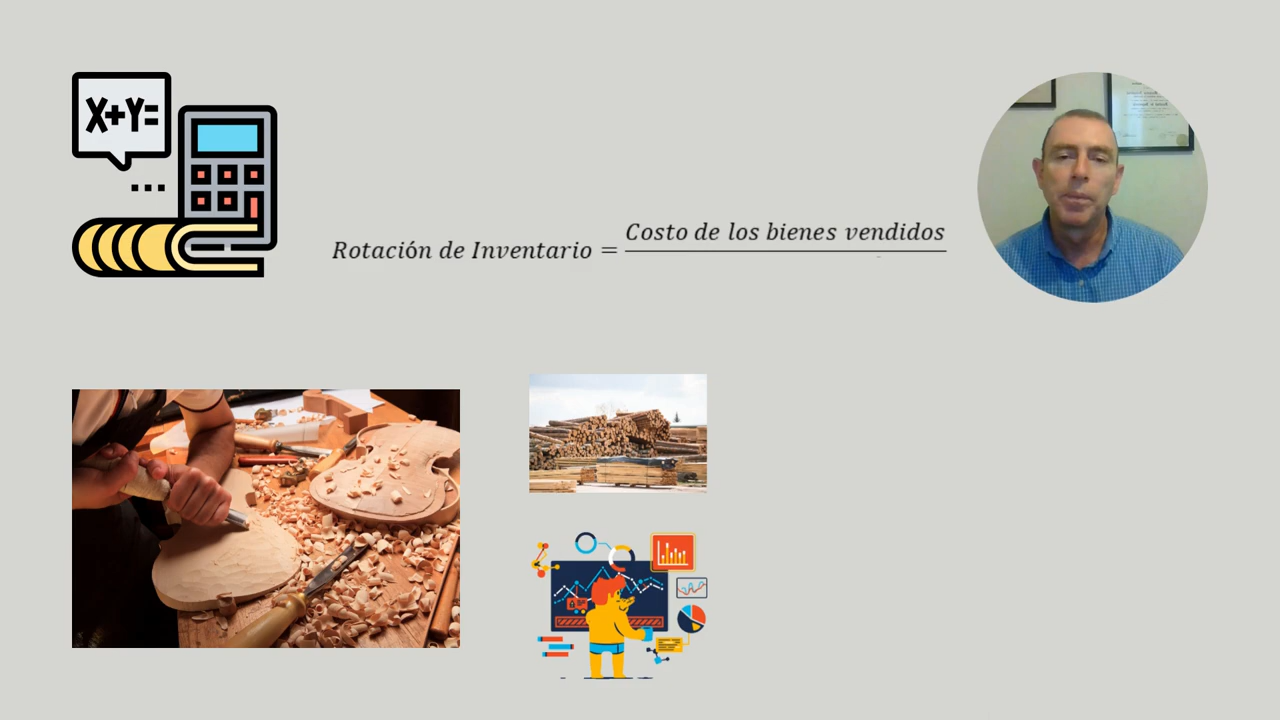 X+Y=
Rotación de Inventario = Costo de los bienes vendidos